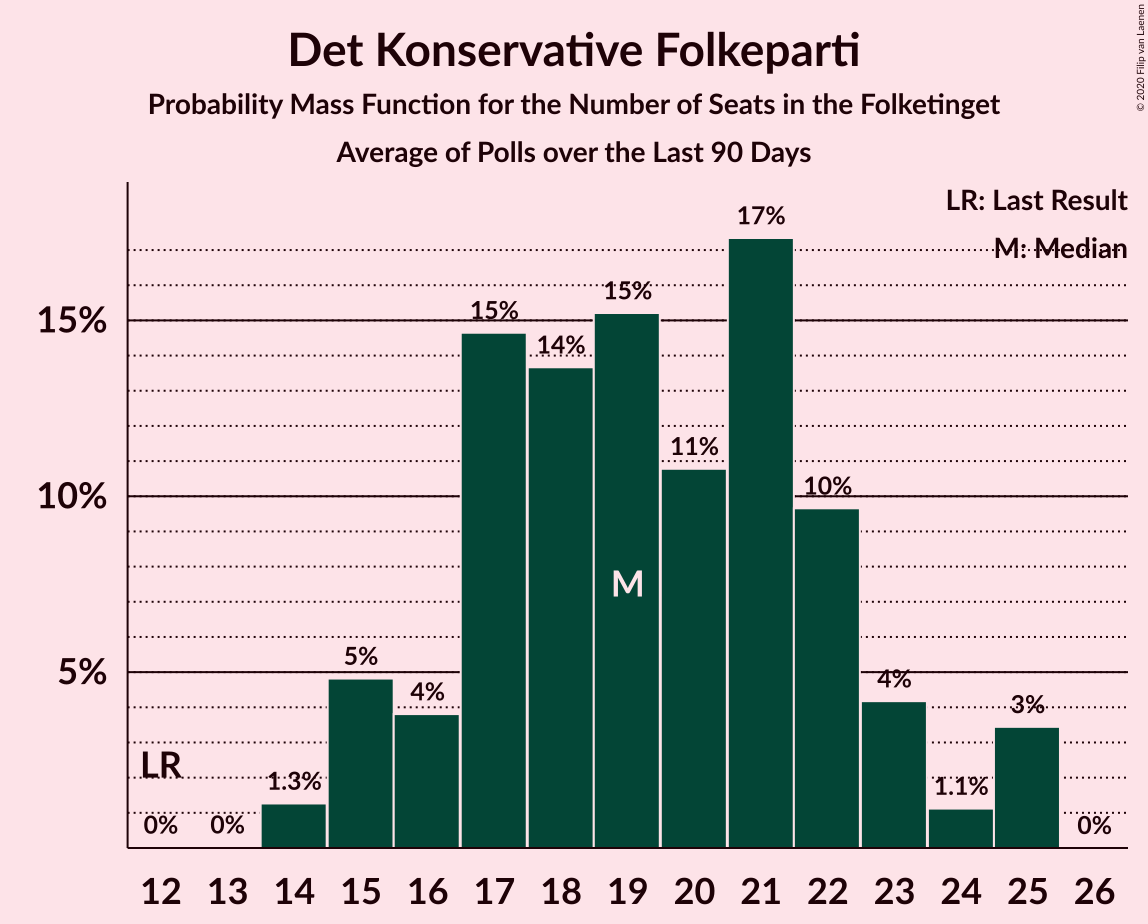 Det Konservative Folkeparti
Probability Mass Function for the Number of Seats in the Folketinget
Average of Polls over the Last 90 Days
© 2020 Filip van Laenen
LR: Last Result
M: Median
15%
10%
5%
0%
0%
1.3%
5%
4%
15%
14%
15%
11%
17%
10%
4%
1.1%
3%
0%
LR
M
12 13 14 15 16 17 18 19 20 21 22 23 24 25 26